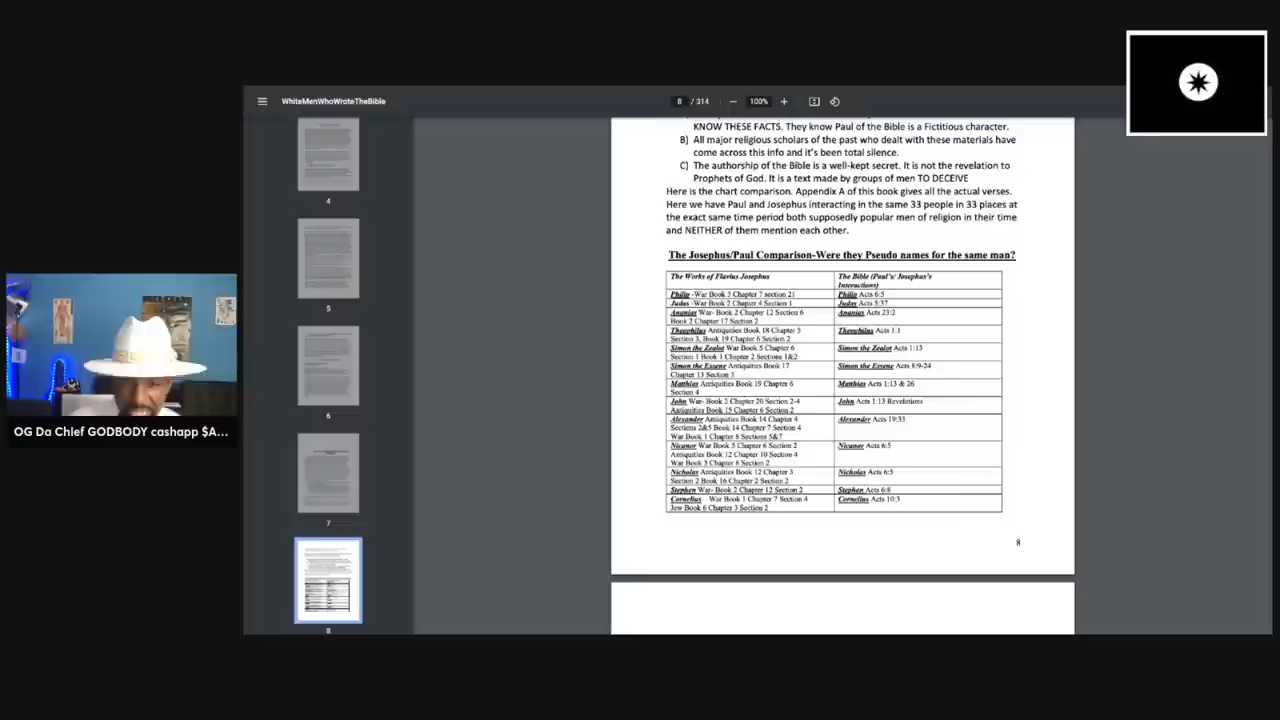 WhiteMenWhoWroteTheBible
8 / 314
100%
4
5
6
7
8
KNOW THESE FACTS. They know Paul of the Bible is a Fictitious character.
B) All major religious scholars of the past who dealt with these materials have
come across this info and it's been total silence.
C) The authorship of the Bible is a well-kept secret. It is not the revelation to
Prophets of God. It is a text made by groups of men TO DECEIVE
Here is the chart comparison. Appendix A of this book gives all the actual verses.
Here we have Paul and Josephus interacting in the same 33 people in 33 places at
the exact same time period both supposedly popular men of religion in their time
and NEITHER of them mention each other.
The Josephus/Paul Comparison-Were they Pseudo names for the same man?
The Works of Flavius Josephus
The Bible (Paul's/ Josephus's
Interactions)
Philip -War Book 3 Chapter 7 section 21
Philip Acts 6:5
Judas -War Book 2 Chapter 4 Section 1
Judas Acts 5:37
Ananias War- Book 2 Chapter 12 Section 6
Book 2 Chapter 17 Section 2
Ananias Acts 23:2
Theophilus Antiquities Book 18 Chapter 5
Section 3, Book 19 Chapter 6 Section 2
Theophilus Acts 1:1
Simon the Zealot War Book 5 Chapter 6
Section 1 Book 1 Chapter 2 Sections 1&2
Simon the Zealot Acts 1:13
Simon the Essene Antiquities Book 17
Chapter 13 Section 3
Simon the Essene Acts 8:9-24
Matthias Antiquities Book 19 Chapter 6
Section 4
Matthias Acts 1:13 & 26
John War- Book 2 Chapter 20 Section 2-4
Antiquities Book 15 Chapter 6 Section 2
John Acts 1:13 Revelations
Alexander Antiquities Book 14 Chapter 4
Sections 2&5 Book 14 Chapter 7 Section 4
War Book 1 Chapter 8 Sections 5&7
Alexander Acts 19:33
Nicanor War Book 5 Chapter 6 Section 2
Antiquities Book 12 Chapter 10 Section 4
War Book 3 Chapter 8 Section 2
Nicanor Acts 6:5
Nicholas Antiquities Book 12 Chapter 3
Section 2 Book 16 Chapter 2 Section 2
Nicholas Acts 6:5
Stephen War- Book 2 Chapter 12 Section 2
Stephen Acts 6:8
Cornelius War Book 1 Chapter 7 Section 4
Jew Book 6 Chapter 3 Section 2
Cornelius Acts 10:3
8
OG Da Chief GODBODY cashapp $A...